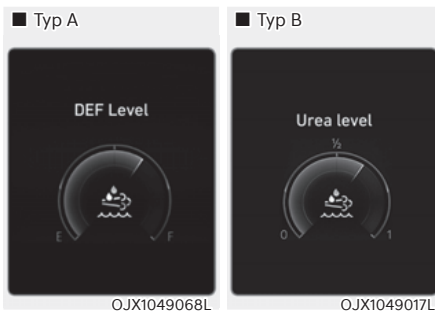 ■ Typ A
DEF Level
E F
OJX1049068L
■ Typ B
Urea level
½
0 1
OJX1049017L